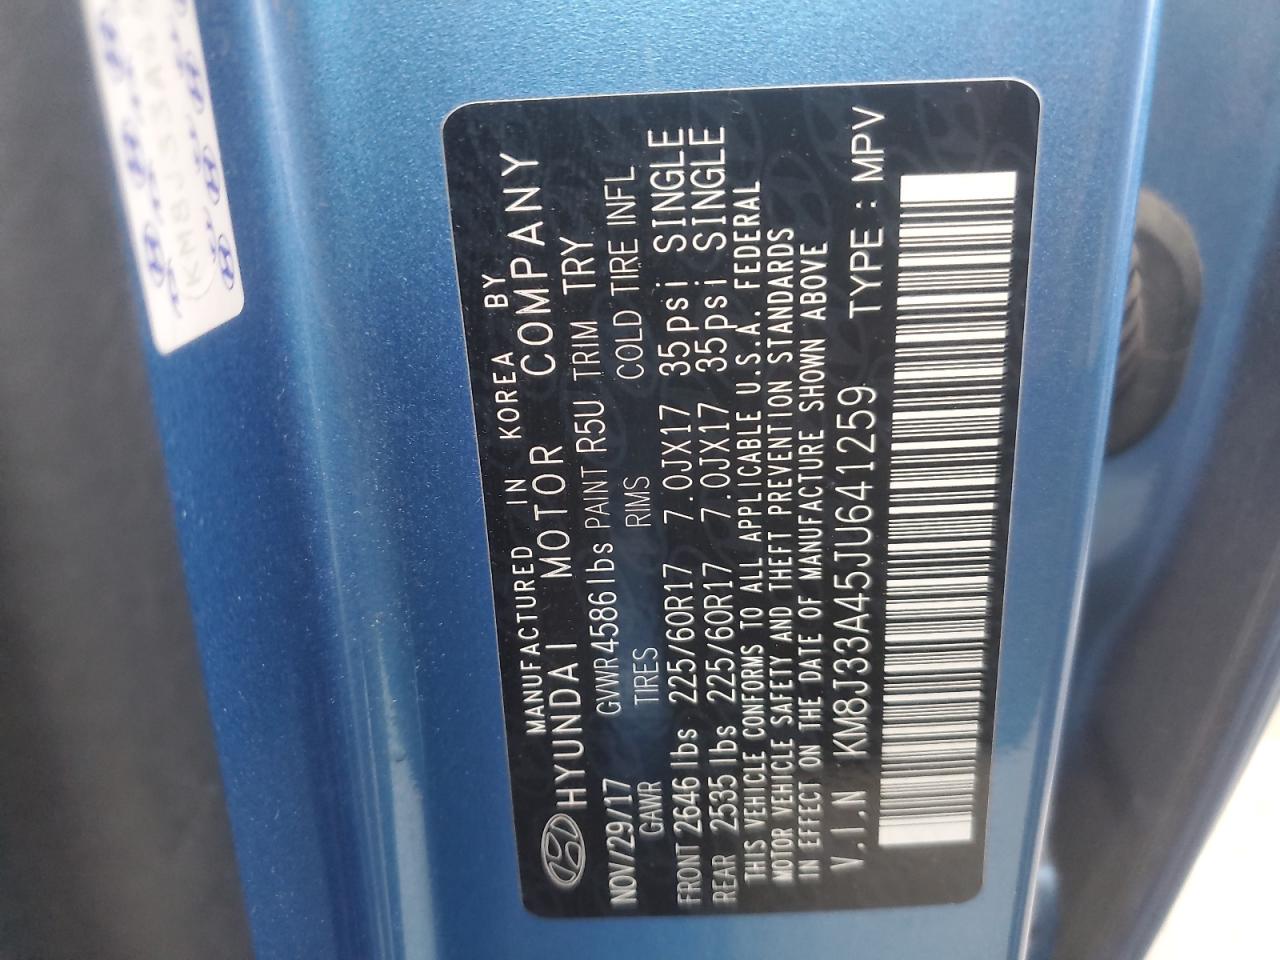 MANUFACTURED IN KOREA BY
HYUNDAI MOTOR COMPANY
NOV/29/17 GVWR 4586lbs PAINT R5U TRIM TRY
GAWR TIRES RIMS COLD TIRE INFL
FRONT 2646 lbs 225/60R17 7.0JX17 35psi SINGLE
REAR 2535 lbs 225/60R17 7.0JX17 35psi SINGLE
THIS VEHICLE CONFORMS TO ALL APPLICABLE U.S.A. FEDERAL
MOTOR VEHICLE SAFETY AND THEFT PREVENTION STANDARDS
IN EFFECT ON THE DATE OF MANUFACTURE SHOWN ABOVE
V.I.N KM8J33A45JU641259 TYPE : MPV
KM8J33A